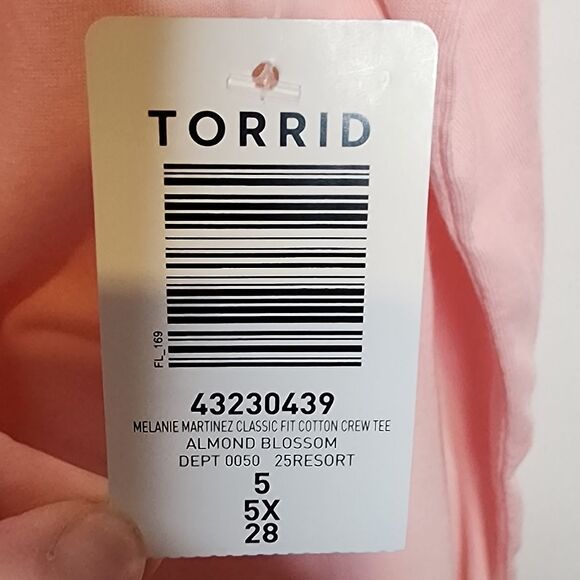 TORRID
FL_169
43230439
MELANIE MARTINEZ CLASSIC FIT COTTON CREW TEE
ALMOND BLOSSOM
DEPT 0050 25RESORT
5
5X
28